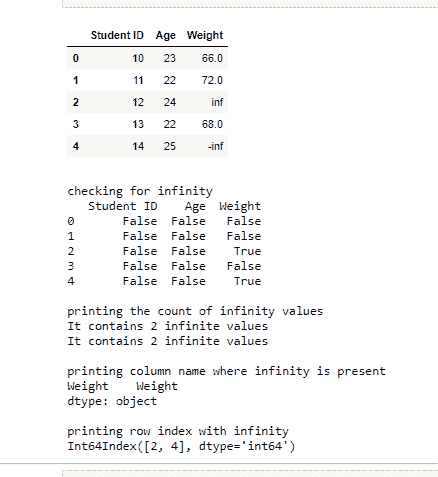 Student ID Age Weight
0 10 23 66.0
1 11 22 72.0
2 12 24 inf
3 13 22 68.0
4 14 25 -inf
checking for infinity
Student ID Age Weight
0 False False False
1 False False False
2 False False True
3 False False False
4 False False True
printing the count of infinity values
It contains 2 infinite values
It contains 2 infinite values
printing column name where infinity is present
Weight Weight
dtype: object
printing row index with infinity
Int64Index([2, 4], dtype='int64')